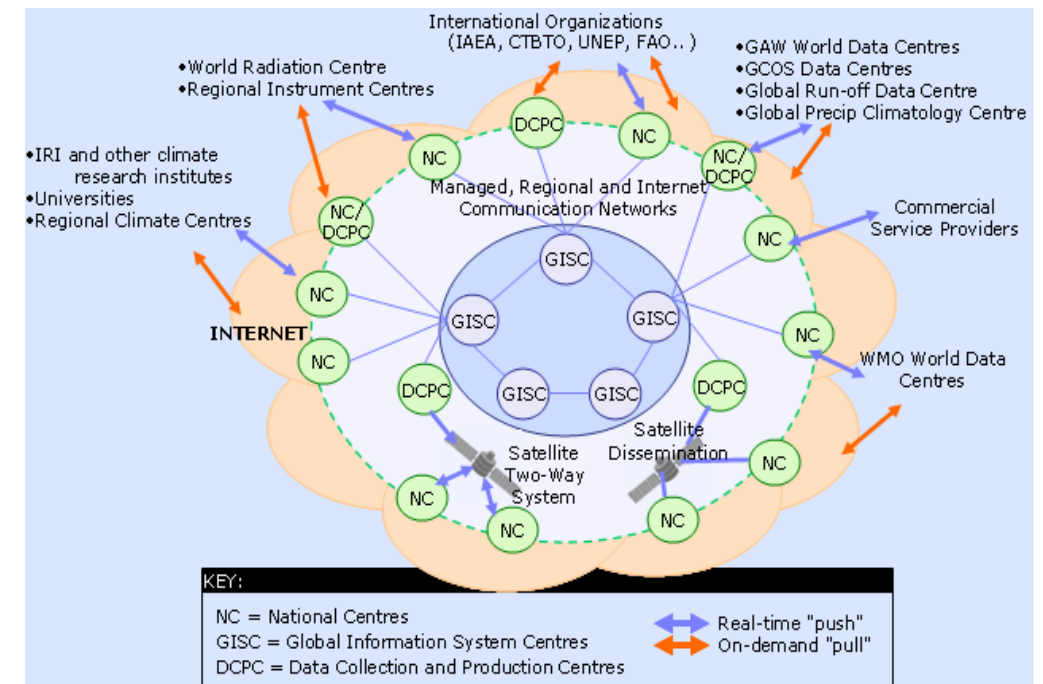 International Organizations
(IAEA, CTBTO, UNEP, FAO.. )
•World Radiation Centre
•Regional Instrument Centres
•GAW World Data Centres
•GCOS Data Centres
•Global Run-off Data Centre
•Global Precip Climatology Centre
•IRI and other climate
research institutes
•Universities
•Regional Climate Centres
DCPC
NC
NC
NC/
DCPC
Managed, Regional and Internet
Communication Networks
NC/
DCPC
Commercial
Service Providers
NC
GISC
NC
INTERNET
GISC
GISC
NC
NC
WMO World Data
Centres
DCPC
GISC
GISC
DCPC
Satellite
Two-Way
System
Satellite
Dissemination
NC
NC
NC
NC
KEY:
NC = National Centres
GISC = Global Information System Centres
DCPC = Data Collection and Production Centres
Real-time "push"
On-demand "pull"